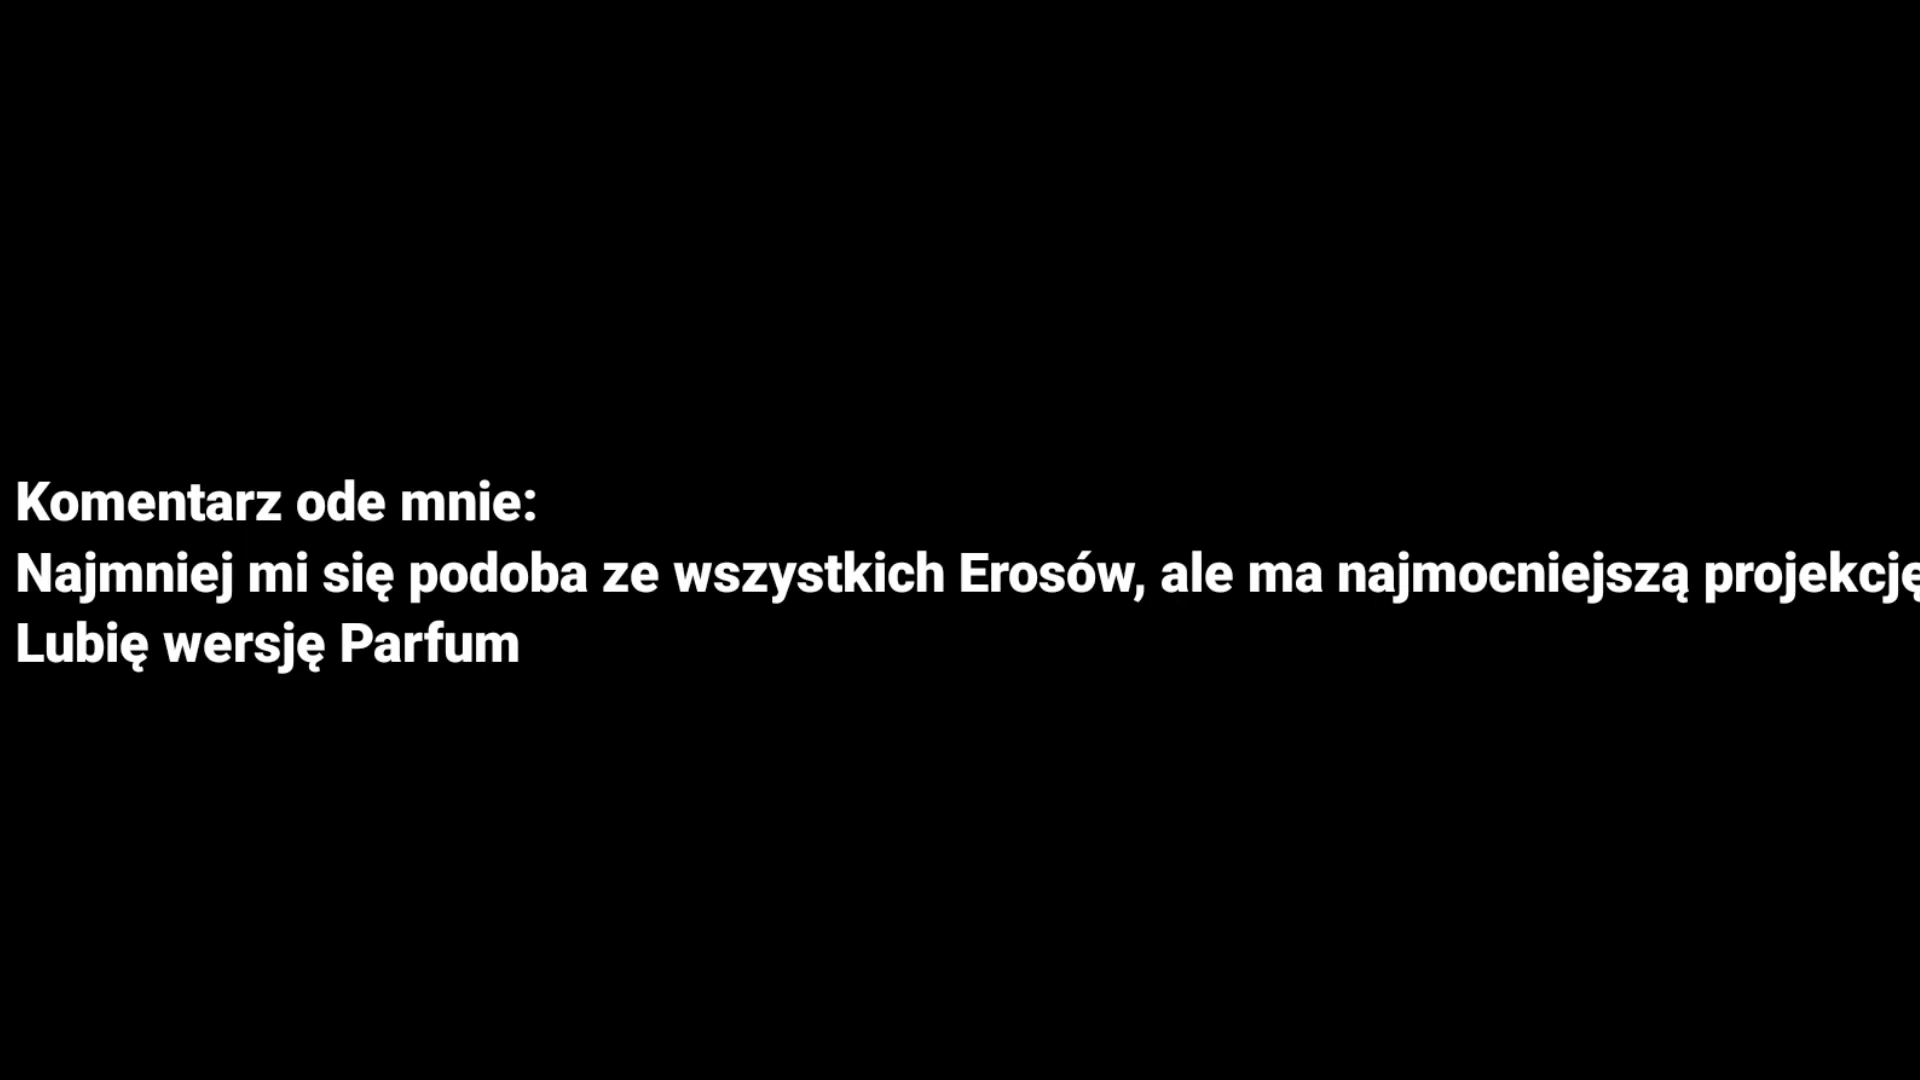 Komentarz ode mnie:
Najmniej mi się podoba ze wszystkich Erosów, ale ma najmocniejszą projekcję
Lubię wersję Parfum